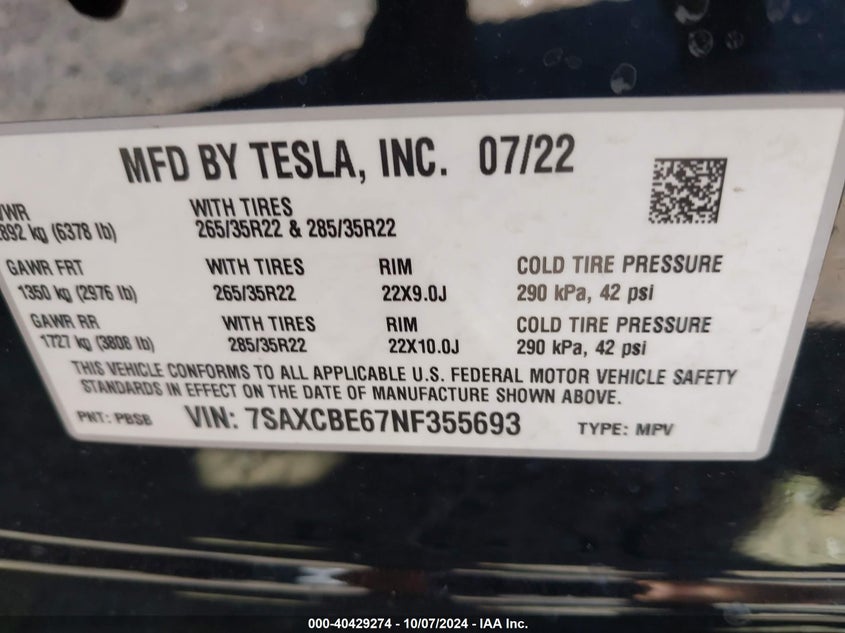 MFD BY TESLA, INC. 07/22
VWR WITH TIRES
2892 kg (6378 lb) 265/35R22 & 285/35R22
GAWR FRT WITH TIRES RIM COLD TIRE PRESSURE
1350 kg (2976 lb) 265/35R22 22X9.0J 290 kPa, 42 psi
GAWR RR WITH TIRES RIM COLD TIRE PRESSURE
1727 kg (3808 lb) 285/35R22 22X10.0J 290 kPa, 42 psi
THIS VEHICLE CONFORMS TO ALL APPLICABLE U.S. FEDERAL MOTOR VEHICLE SAFETY
STANDARDS IN EFFECT ON THE DATE OF MANUFACTURE SHOWN ABOVE.
PNT: PBSB VIN: 7SAXCBE67NF355693 TYPE: MPV
000-40429274 - 10/07/2024 - IAA Inc.